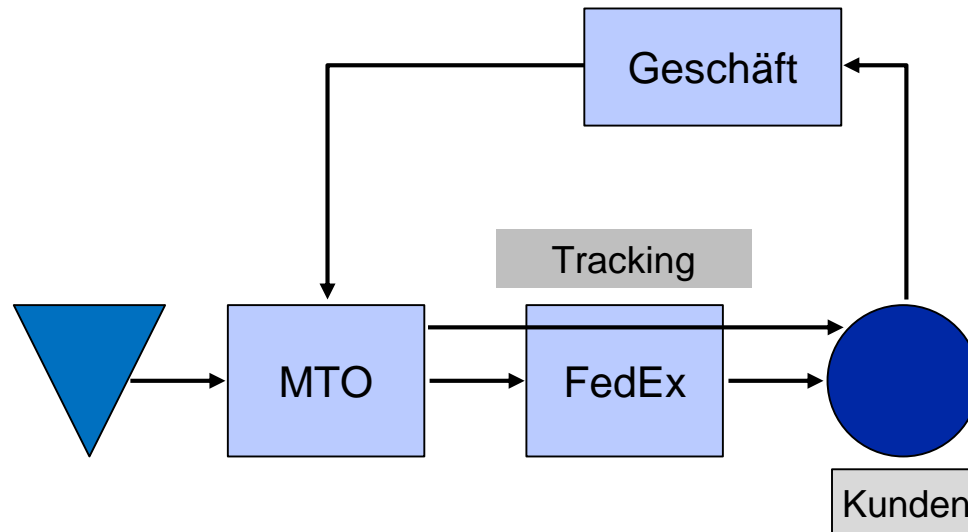 Geschäft
Tracking
MTO
FedEx
Kunden